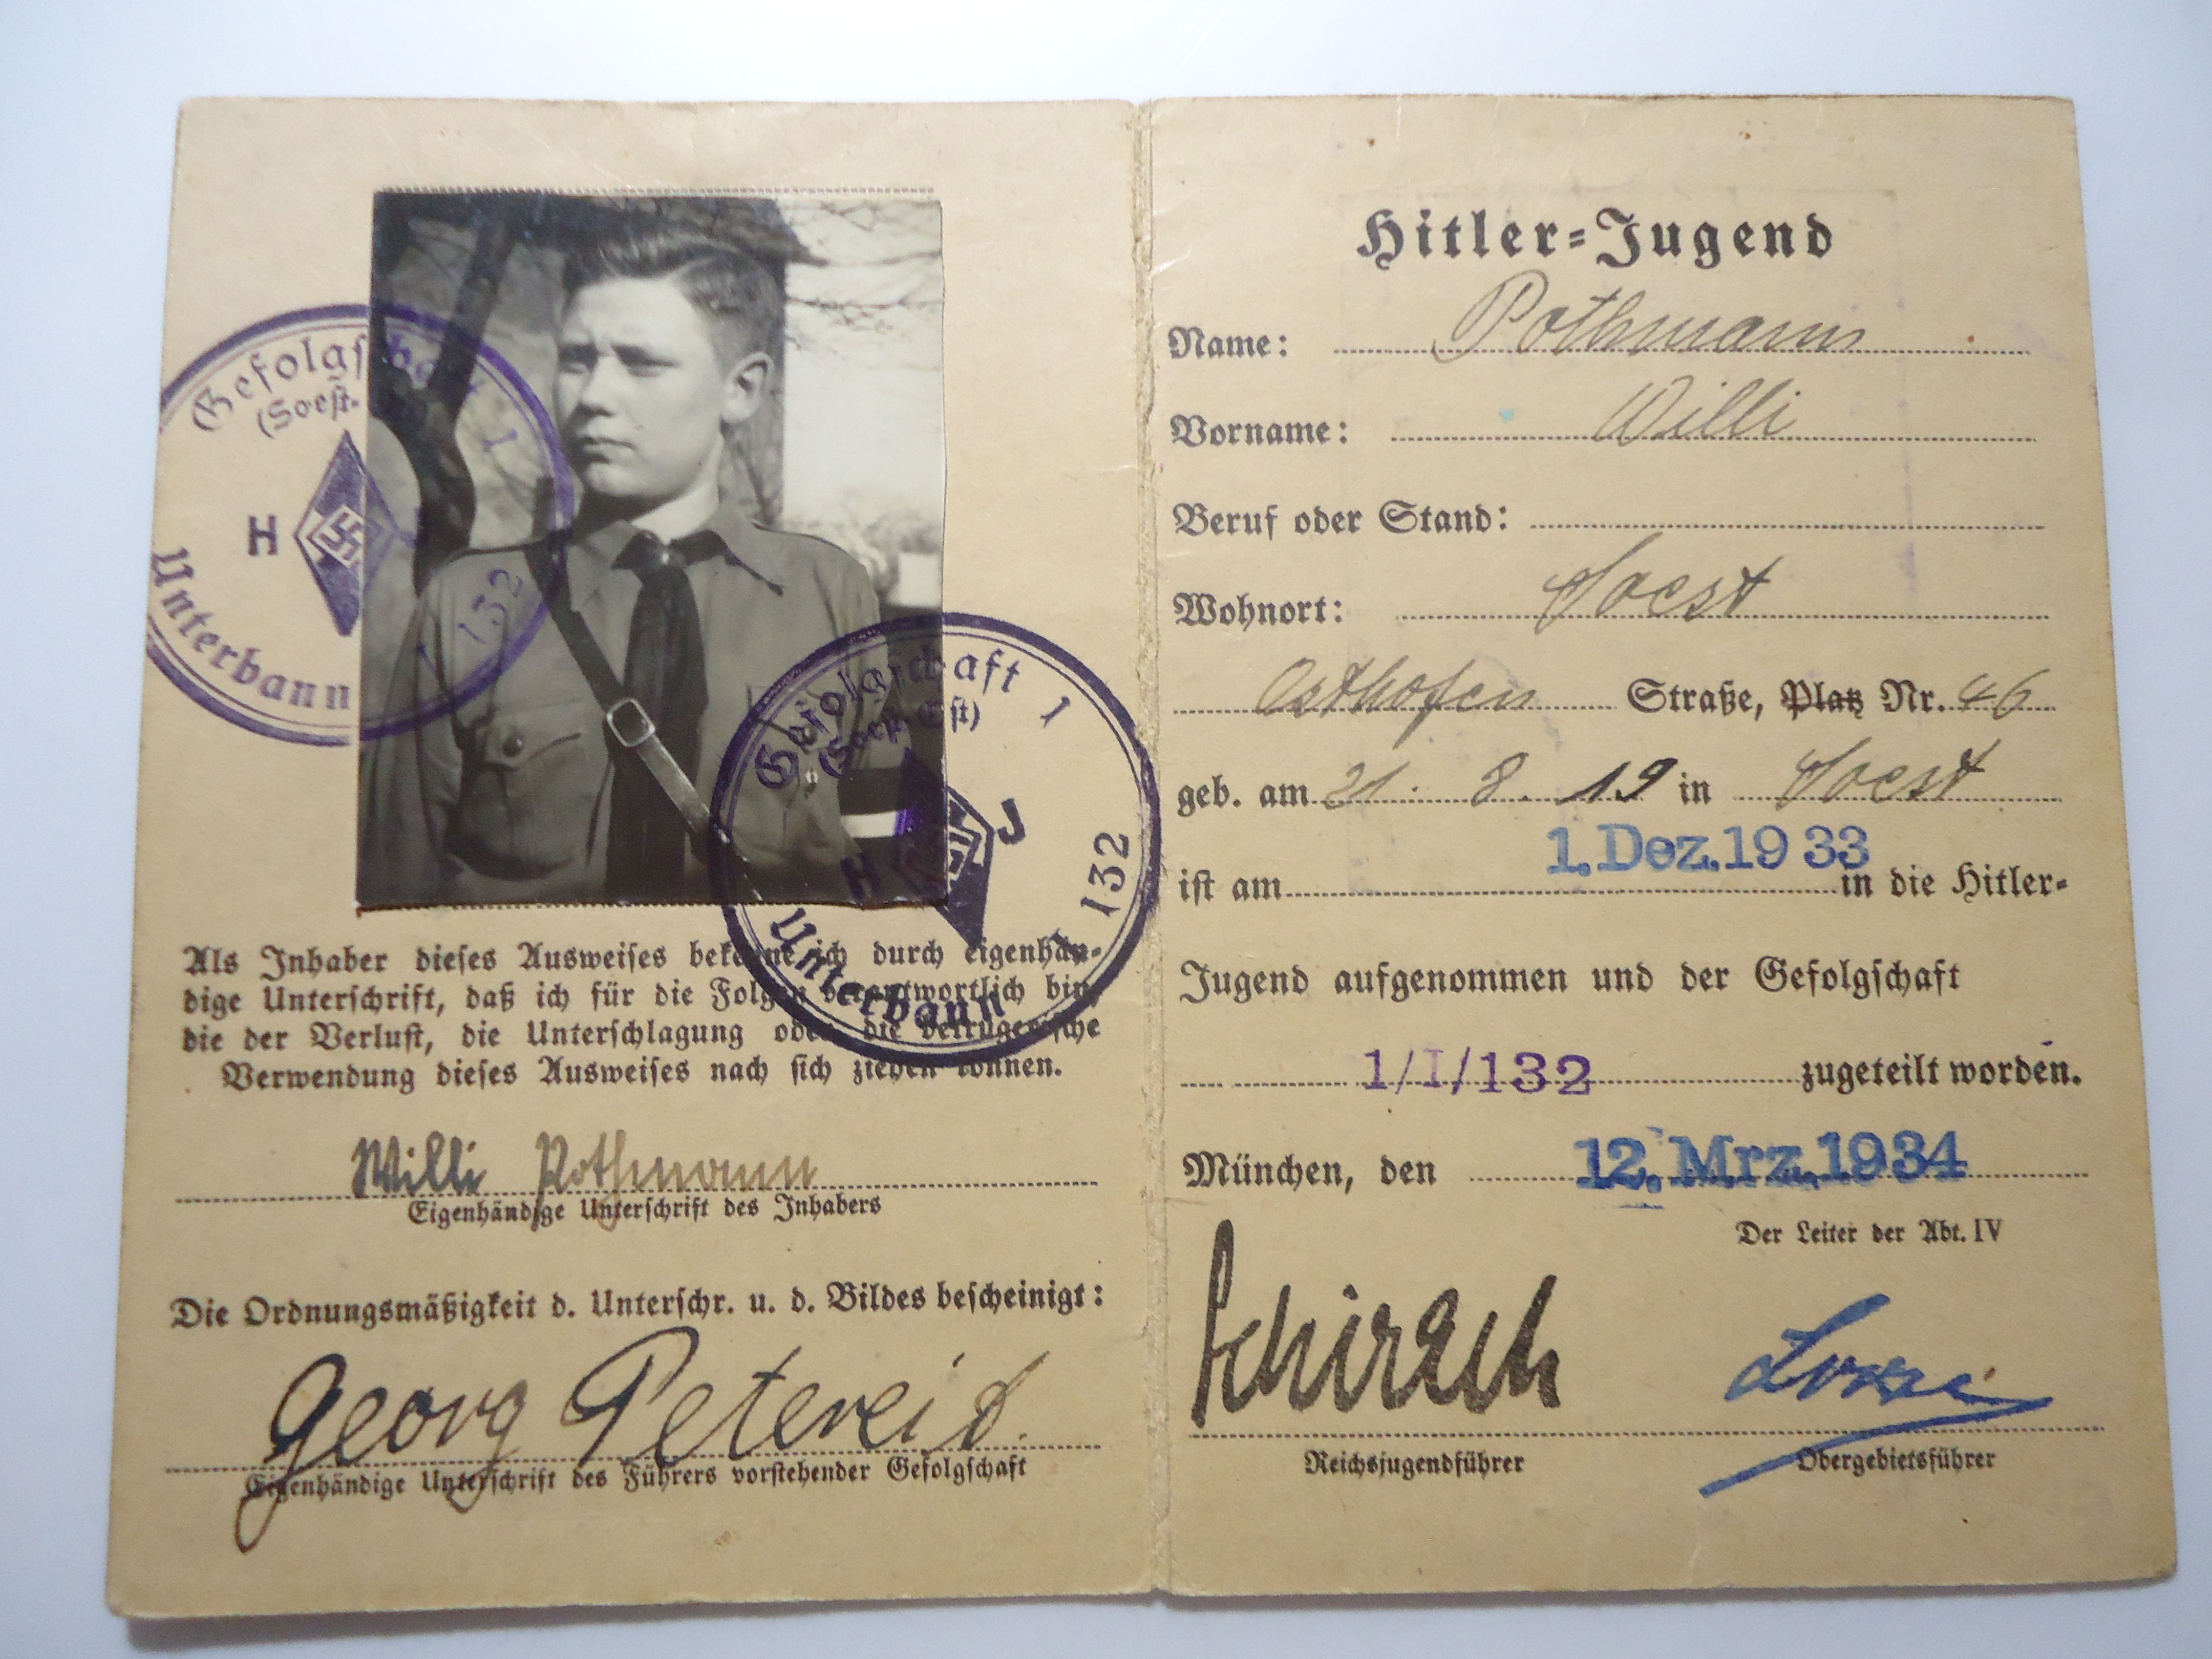 Gefolgschaft 1
(Soest-
H
Unterbann I 132
Gefolgschaft 1
(Soest-Ost)
H J
Unterbann I 132
Als Inhaber dieses Ausweises bekenne ich durch eigenhän-
dige Unterschrift, daß ich für die Folgen verantwortlich bin,
die der Verlust, die Unterschlagung oder die betrügerische
Verwendung dieses Ausweises nach sich ziehen können.
Willi Pothmann
Eigenhändige Unterschrift des Inhabers
Die Ordnungsmäßigkeit d. Unterschr. u. d. Bildes bescheinigt:
Georg Petereid.
Eigenhändige Unterschrift des Führers vorstehender Gefolgschaft
Hitler-Jugend
Name: Pothmann
Vorname: Willi
Beruf oder Stand:
Wohnort: Soest
Osthofen Straße, Platz Nr. 46
geb. am 21. 8. 19 in Soest
ist am 1. Dez. 1933 in die Hitler-
Jugend aufgenommen und der Gefolgschaft
1/I/132 zugeteilt worden.
München, den 12. Mrz. 1934
Der Leiter der Abt. IV
Schirach
Reichsjugendführer
Obergebietsführer